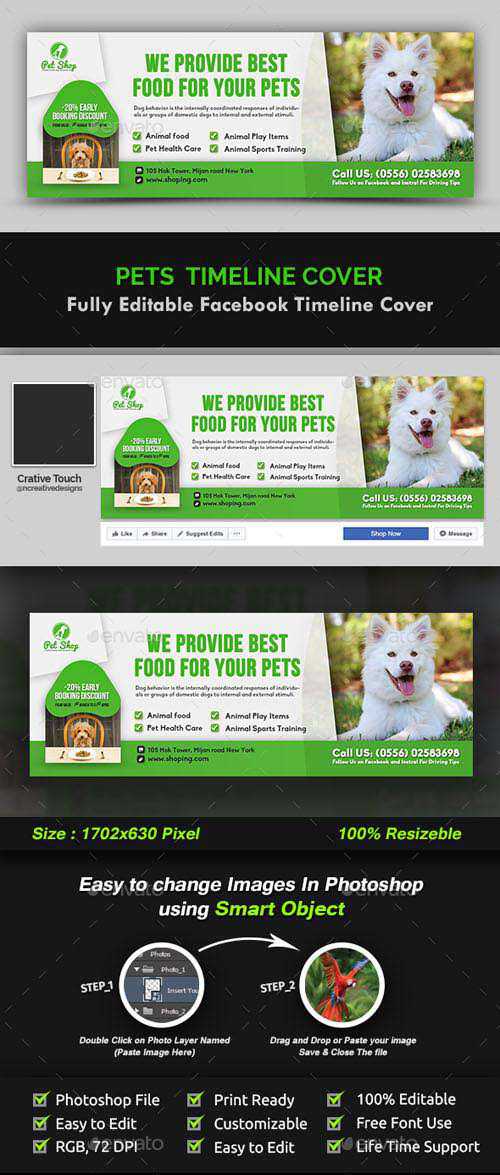 Pet Shop
WE PROVIDE BEST
FOOD FOR YOUR PETS
-20% EARLY
BOOKING DISCOUNT
Dog behavior is the internally coordinated responses of individu-
als or groups of domestic dogs to internal and external stimuli.
Animal food
Animal Play Items
Pet Health Care
Animal Sports Training
105 Hok Tower, Mijan road New York
www.shoping.com
Call US: (0556) 02583698
Follow Us on Facebook and Instral For Driving Tips
envato
PETS TIMELINE COVER
Fully Editable Facebook Timeline Cover
envato
Pet Shop
WE PROVIDE BEST
FOOD FOR YOUR PETS
-20% EARLY
BOOKING DISCOUNT
Dog behavior is the internally coordinated responses of individu-
als or groups of domestic dogs to internal and external stimuli.
Animal food
Animal Play Items
Pet Health Care
Animal Sports Training
105 Hok Tower, Mijan road New York
www.shoping.com
Call US: (0556) 02583698
Follow Us on Facebook and Instral For Driving Tips
Crative Touch
@ncreativedesigns
Like
Share
Suggest Edits
Shop Now
Message
envato
Pet Shop
WE PROVIDE BEST
FOOD FOR YOUR PETS
-20% EARLY
BOOKING DISCOUNT
Dog behavior is the internally coordinated responses of individu-
als or groups of domestic dogs to internal and external stimuli.
Animal food
Animal Play Items
Pet Health Care
Animal Sports Training
105 Hok Tower, Mijan road New York
www.shoping.com
Call US: (0556) 02583698
Follow Us on Facebook and Instral For Driving Tips
Size : 1702x630 Pixel
100% Resizeble
Easy to change Images In Photoshop
using Smart Object
STEP_1
Photos
Photo_1
Insert You
Photo_2
STEP_2
Double Click on Photo Layer Named
(Paste Image Here)
Drag and Drop or Paste your image
Save & Close The file
Photoshop File
Print Ready
100% Editable
Easy to Edit
Customizable
Free Font Use
RGB, 72 DPI
Easy to Edit
Life Time Support